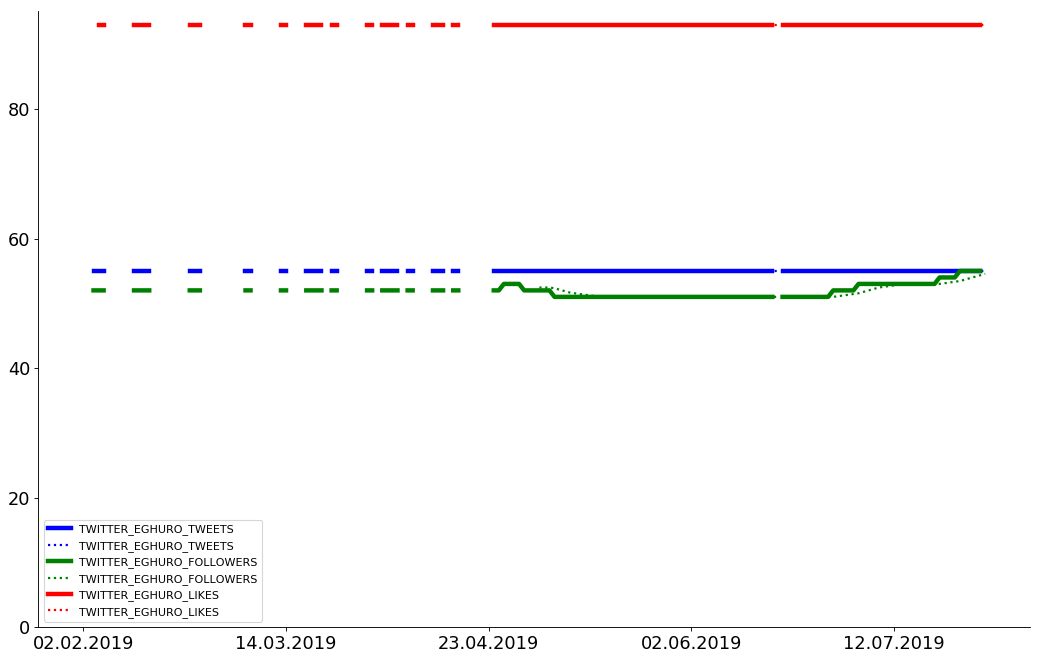 80
60
40
20
0
TWITTER_EGHURO_TWEETS
TWITTER_EGHURO_TWEETS
TWITTER_EGHURO_FOLLOWERS
TWITTER_EGHURO_FOLLOWERS
TWITTER_EGHURO_LIKES
TWITTER_EGHURO_LIKES
02.02.2019 14.03.2019 23.04.2019 02.06.2019 12.07.2019